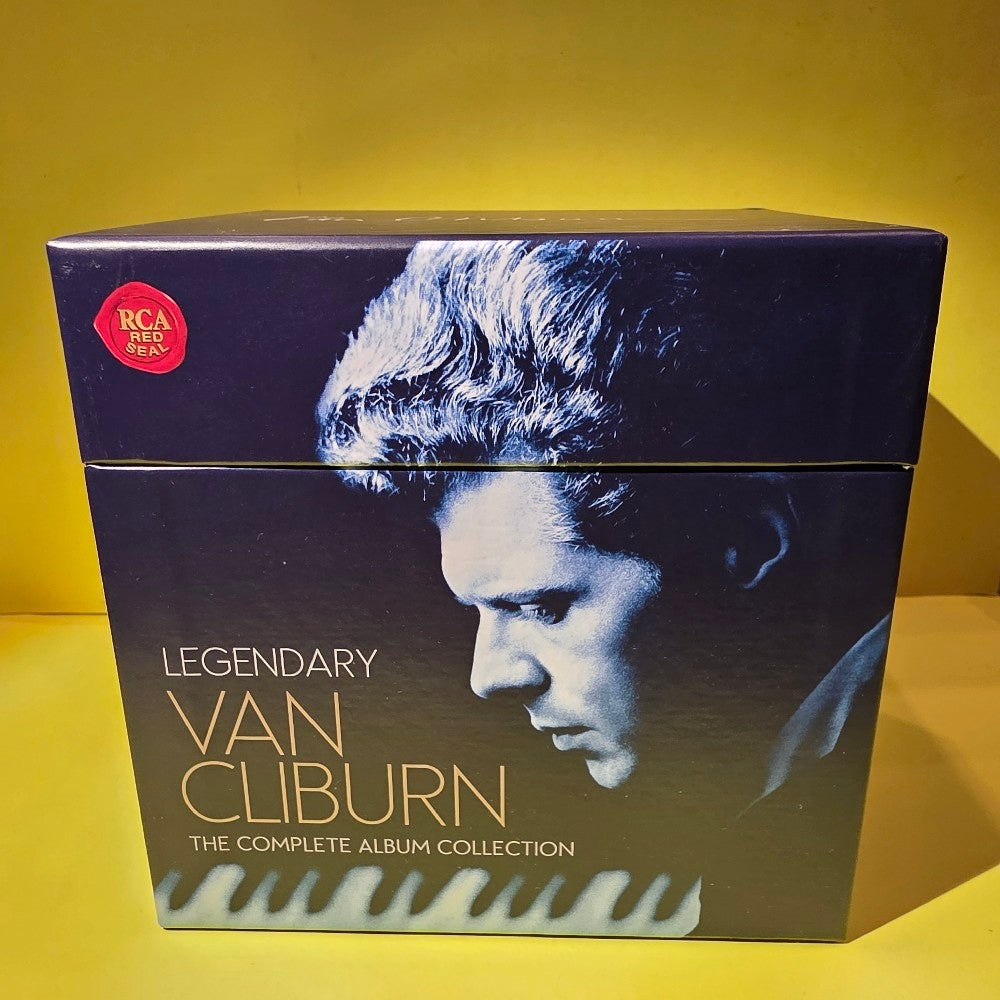 RCA
RED
SEAL
LEGENDARY
VAN
CLIBURN
THE COMPLETE ALBUM COLLECTION